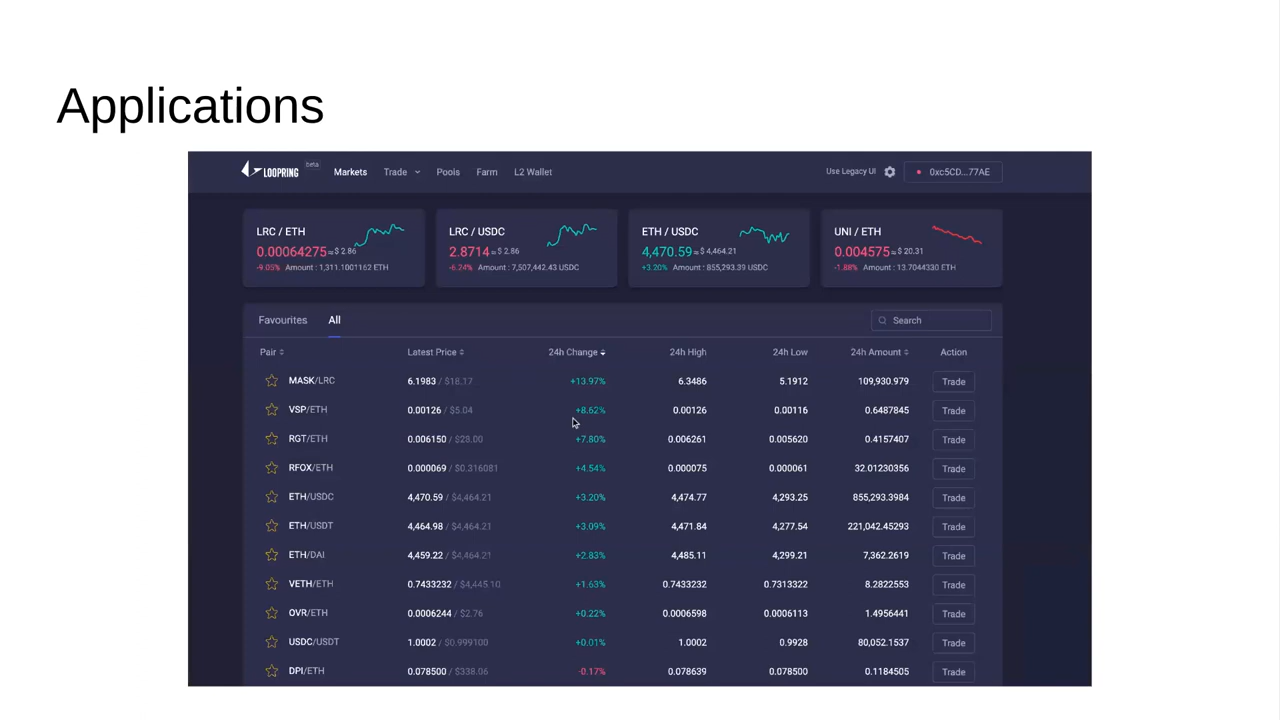 Applications
LOOPRING beta Markets Trade Pools Farm L2 Wallet Use Legacy UI 0xc5CD...77AE
LRC / ETH LRC / USDC ETH / USDC UNI / ETH
0.00064275≈$ 2.86 2.8714≈$ 2.86 4,470.59≈$ 4,464.21 0.004575≈$ 20.31
-9.05% Amount : 1,311.1001162 ETH -6.24% Amount : 7,507,442.43 USDC +3.20% Amount : 855,293.39 USDC -1.88% Amount : 13.7044330 ETH
Favourites All Search
Pair Latest Price 24h Change 24h High 24h Low 24h Amount Action
MASK/LRC 6.1983 / $18.17 +13.97% 6.3486 5.1912 109,930.979 Trade
VSP/ETH 0.00126 / $5.04 +8.62% 0.00126 0.00116 0.6487845 Trade
RGT/ETH 0.006150 / $28.00 +7.80% 0.006261 0.005620 0.4157407 Trade
RFOX/ETH 0.000069 / $0.316081 +4.54% 0.000075 0.000061 32.01230356 Trade
ETH/USDC 4,470.59 / $4,464.21 +3.20% 4,474.77 4,293.25 855,293.3984 Trade
ETH/USDT 4,464.98 / $4,464.21 +3.09% 4,471.84 4,277.54 221,042.45293 Trade
ETH/DAI 4,459.22 / $4,464.21 +2.83% 4,485.11 4,299.21 7,362.2619 Trade
VETH/ETH 0.7433232 / $4,445.10 +1.63% 0.7433232 0.7313322 8.2822553 Trade
OVR/ETH 0.0006244 / $2.76 +0.22% 0.0006598 0.0006113 1.4956441 Trade
USDC/USDT 1.0002 / $0.999100 +0.01% 1.0002 0.9928 80,052.1537 Trade
DPI/ETH 0.078500 / $338.06 -0.17% 0.078639 0.078500 0.1184505 Trade